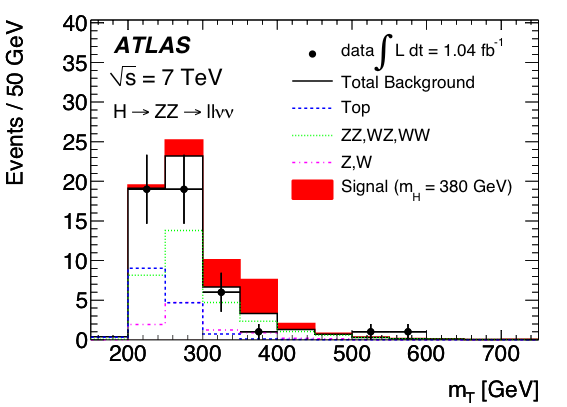 Events / 50 GeV
40
35
30
25
20
15
10
5
0
ATLAS
√s = 7 TeV
H → ZZ → llνν
data ∫ L dt = 1.04 fb⁻¹
Total Background
Top
ZZ,WZ,WW
Z,W
Signal (m_H = 380 GeV)
200 300 400 500 600 700
m_T [GeV]